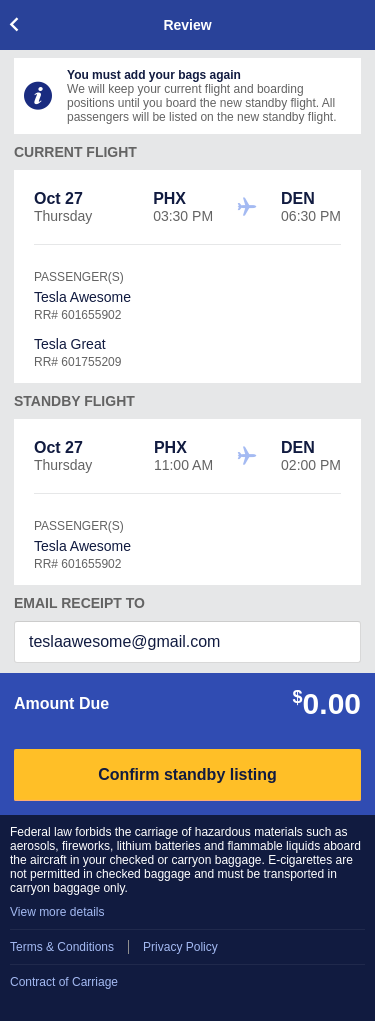 Review
You must add your bags again
We will keep your current flight and boarding
positions until you board the new standby flight. All
passengers will be listed on the new standby flight.
CURRENT FLIGHT
Oct 27 PHX DEN
Thursday 03:30 PM 06:30 PM
PASSENGER(S)
Tesla Awesome
RR# 601655902
Tesla Great
RR# 601755209
STANDBY FLIGHT
Oct 27 PHX DEN
Thursday 11:00 AM 02:00 PM
PASSENGER(S)
Tesla Awesome
RR# 601655902
EMAIL RECEIPT TO
teslaawesome@gmail.com
Amount Due $0.00
Confirm standby listing
Federal law forbids the carriage of hazardous materials such as
aerosols, fireworks, lithium batteries and flammable liquids aboard
the aircraft in your checked or carryon baggage. E-cigarettes are
not permitted in checked baggage and must be transported in
carryon baggage only.
View more details
Terms & Conditions | Privacy Policy
Contract of Carriage